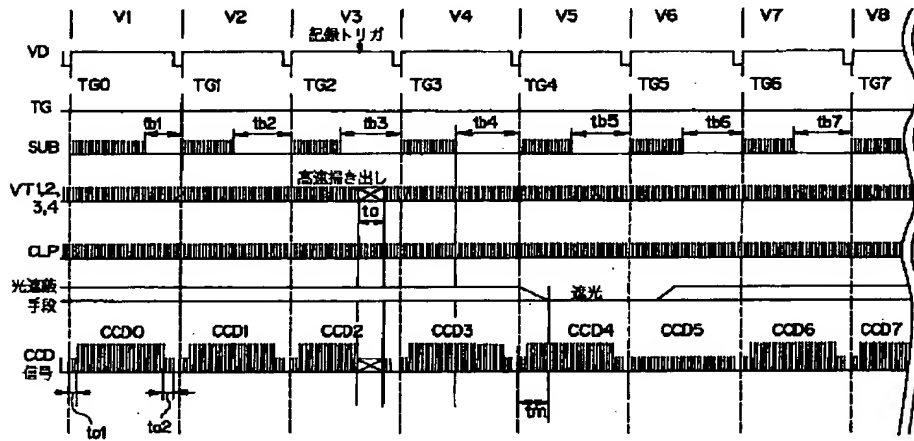 V1 V2 V3 V4 V5 V6 V7 V8
記録トリガ
VD
TG0 TG1 TG2 TG3 TG4 TG5 TG6 TG7
TG
tb1 tb2 tb3 tb4 tb5 tb6 tb7
SUB
高速掃き出し
VT1,2,
3,4
ta
CLP
光遮蔽
手段
遮光
CCD0 CCD1 CCD2 CCD3 CCD4 CCD5 CCD6 CCD7
CCD
信号
to1 to2 tm